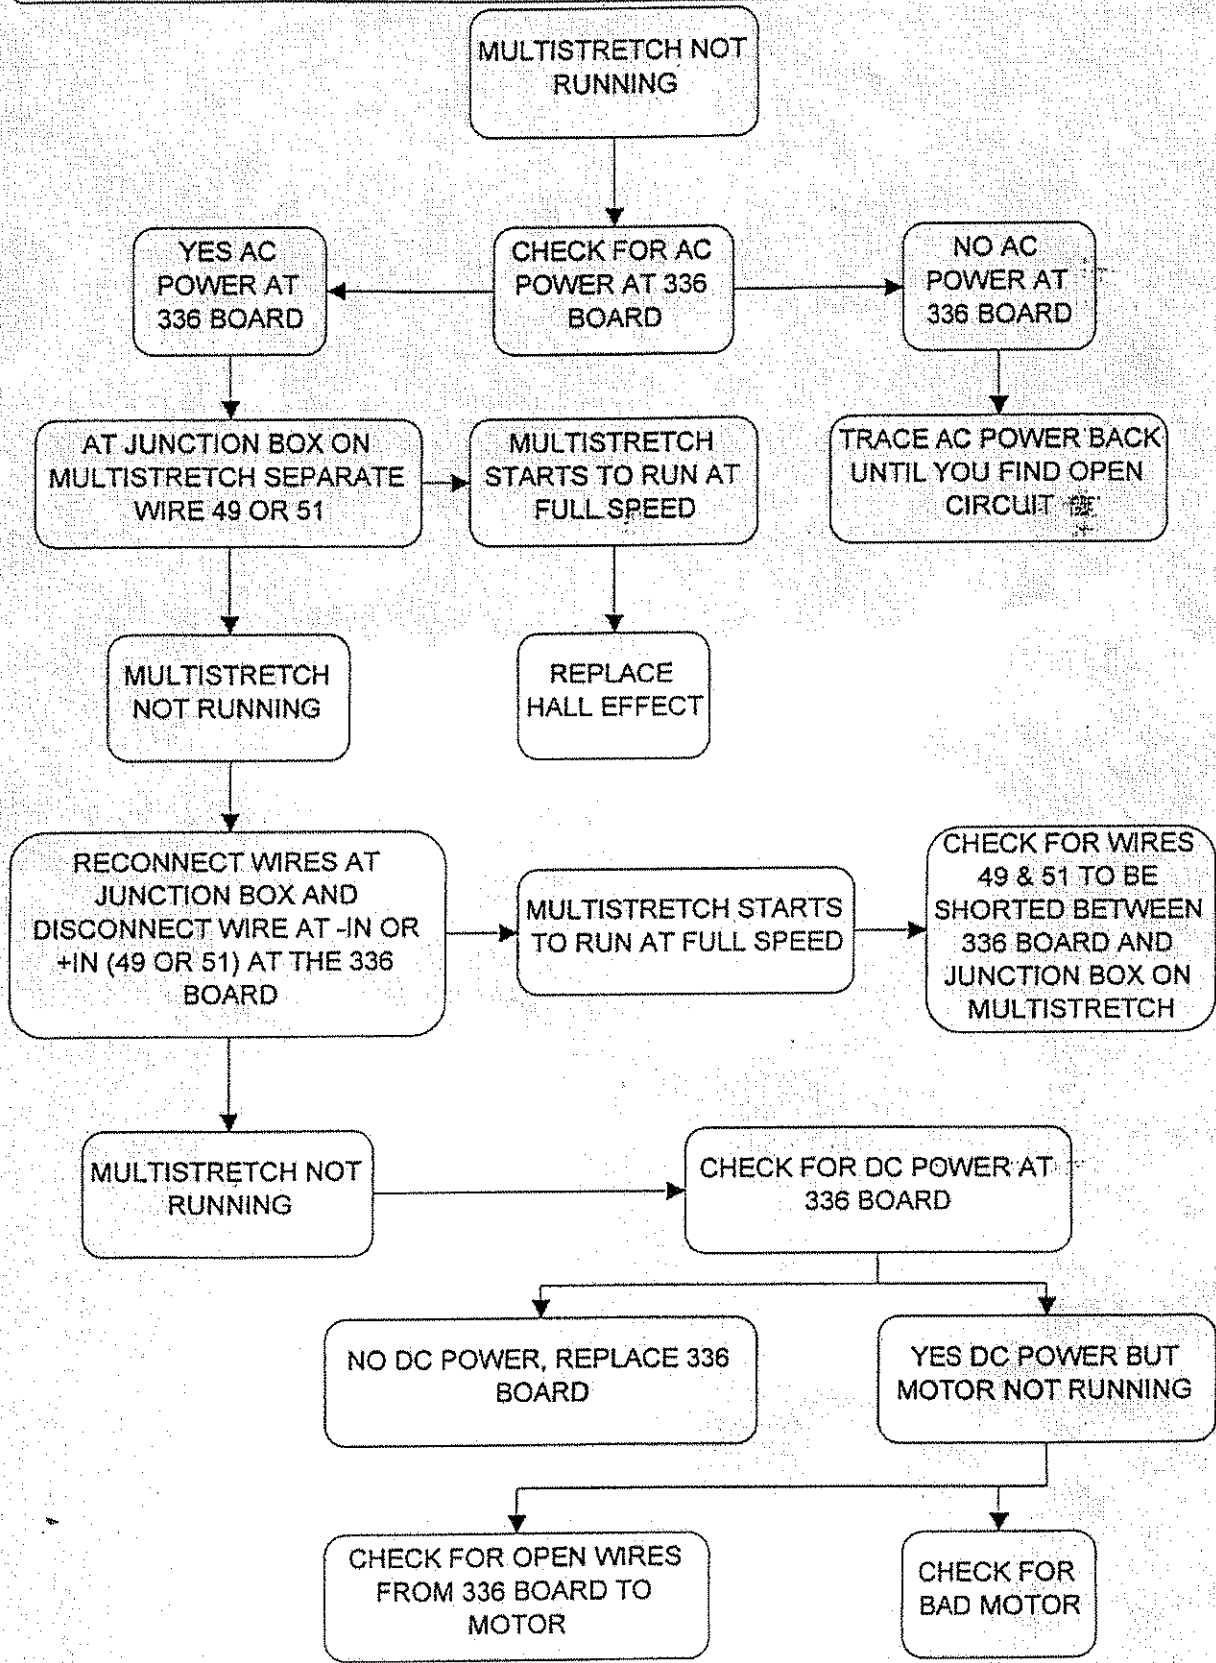 MULTISTRETCH NOT
RUNNING
YES AC
POWER AT
336 BOARD
CHECK FOR AC
POWER AT 336
BOARD
NO AC
POWER AT
336 BOARD
AT JUNCTION BOX ON
MULTISTRETCH SEPARATE
WIRE 49 OR 51
MULTISTRETCH
STARTS TO RUN AT
FULL SPEED
TRACE AC POWER BACK
UNTIL YOU FIND OPEN
CIRCUIT
MULTISTRETCH
NOT RUNNING
REPLACE
HALL EFFECT
RECONNECT WIRES AT
JUNCTION BOX AND
DISCONNECT WIRE AT -IN OR
+IN (49 OR 51) AT THE 336
BOARD
MULTISTRETCH STARTS
TO RUN AT FULL SPEED
CHECK FOR WIRES
49 & 51 TO BE
SHORTED BETWEEN
336 BOARD AND
JUNCTION BOX ON
MULTISTRETCH
MULTISTRETCH NOT
RUNNING
CHECK FOR DC POWER AT
336 BOARD
NO DC POWER, REPLACE 336
BOARD
YES DC POWER BUT
MOTOR NOT RUNNING
CHECK FOR OPEN WIRES
FROM 336 BOARD TO
MOTOR
CHECK FOR
BAD MOTOR